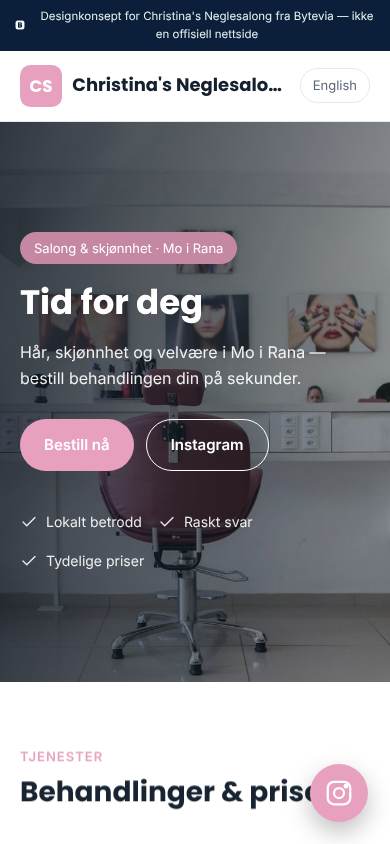 Designkonsept for Christina's Neglesalong fra Bytevia — ikke
en offisiell nettside
CS
Christina's Neglesalo...
English
Salong & skjønnhet · Mo i Rana
Tid for deg
Hår, skjønnhet og velvære i Mo i Rana —
bestill behandlingen din på sekunder.
Bestill nå
Instagram
Lokalt betrodd
Raskt svar
Tydelige priser
TJENESTER
Behandlinger & prise